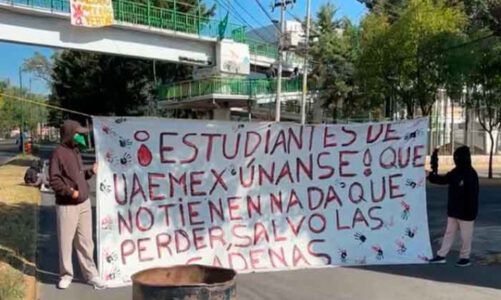 ¡ESTUDIANTES DE
UAEMEX ÚNANSE! QUE
NO TIENEN NADA QUE
PERDER, SALVO LAS
CADENAS